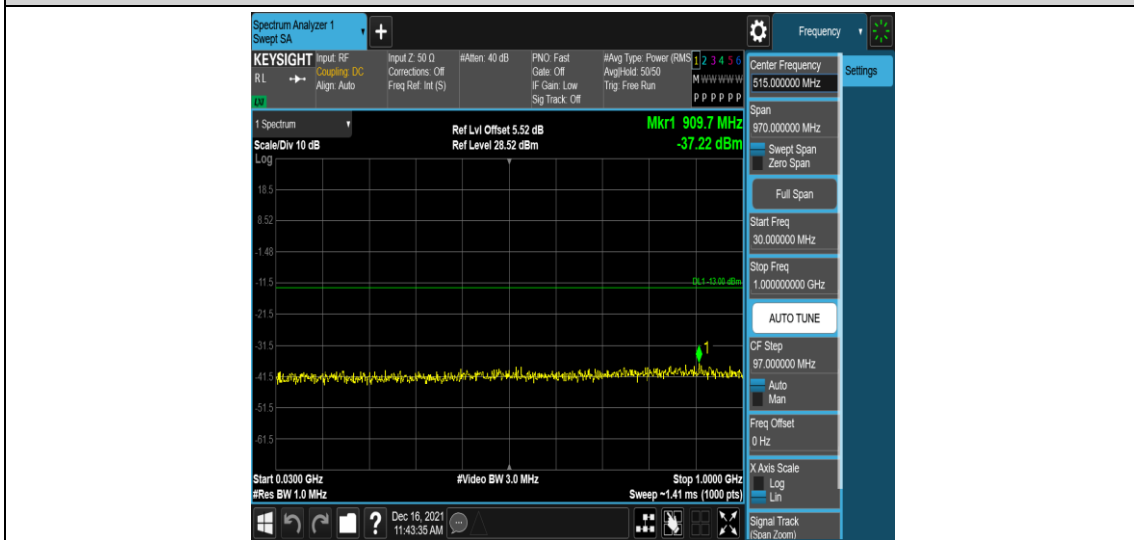 Spectrum Analyzer 1
Swept SA
+
Frequency
KEYSIGHT
RL
LXI
Input: RF
Coupling: DC
Align: Auto
Input Z: 50 Ω
Corrections: Off
Freq Ref: Int (S)
#Atten: 40 dB
PNO: Fast
Gate: Off
IF Gain: Low
Sig Track: Off
#Avg Type: Power (RMS
Avg|Hold: 50/50
Trig: Free Run
1 2 3 4 5 6
M W W W W W
P P P P P P
1 Spectrum
Scale/Div 10 dB
Ref Lvl Offset 5.52 dB
Ref Level 28.52 dBm
Mkr1 909.7 MHz
-37.22 dBm
Log
18.5
8.52
-1.48
-11.5
DL1 -13.00 dBm
-21.5
-31.5
1
-41.5
-51.5
-61.5
Start 0.0300 GHz
#Res BW 1.0 MHz
#Video BW 3.0 MHz
Stop 1.0000 GHz
Sweep ~1.41 ms (1000 pts)
Center Frequency
515.000000 MHz
Settings
Span
970.000000 MHz
Swept Span
Zero Span
Full Span
Start Freq
30.000000 MHz
Stop Freq
1.000000000 GHz
AUTO TUNE
CF Step
97.000000 MHz
Auto
Man
Freq Offset
0 Hz
X Axis Scale
Log
Lin
Signal Track
(Span Zoom)
?
Dec 16, 2021
11:43:35 AM